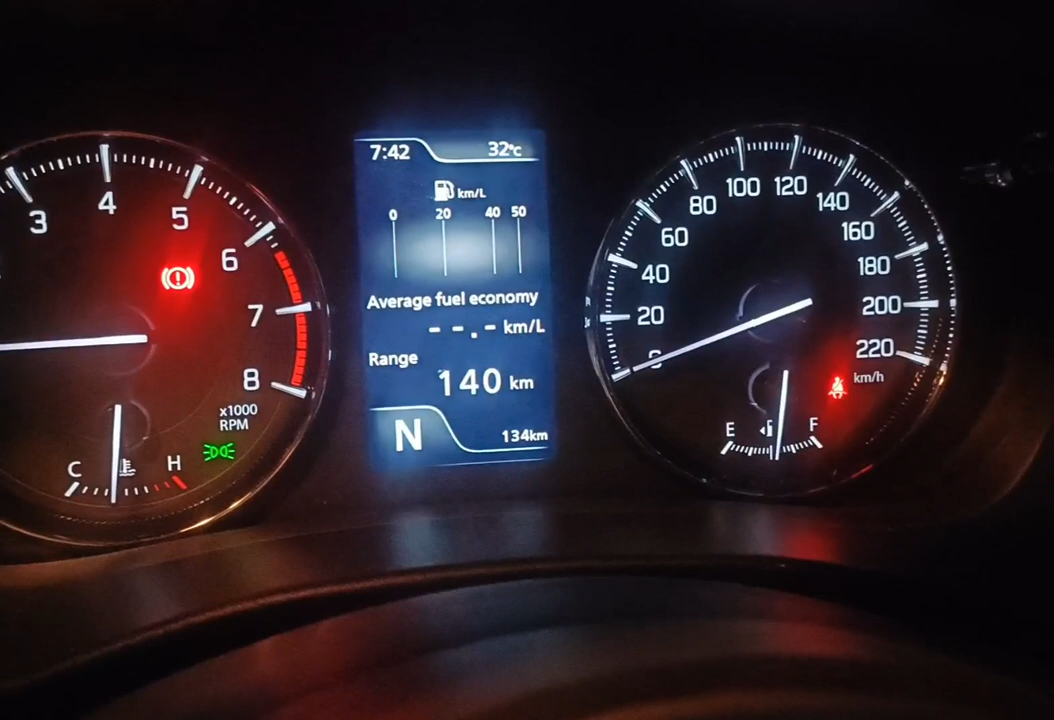 3
4
5
6
7
8
x1000
RPM
C
H
7:42
32°C
km/L
0 20 40 50
Average fuel economy
--.- km/L
Range
140 km
N
134km
0
20
40
60
80
100
120
140
160
180
200
220
km/h
E
F